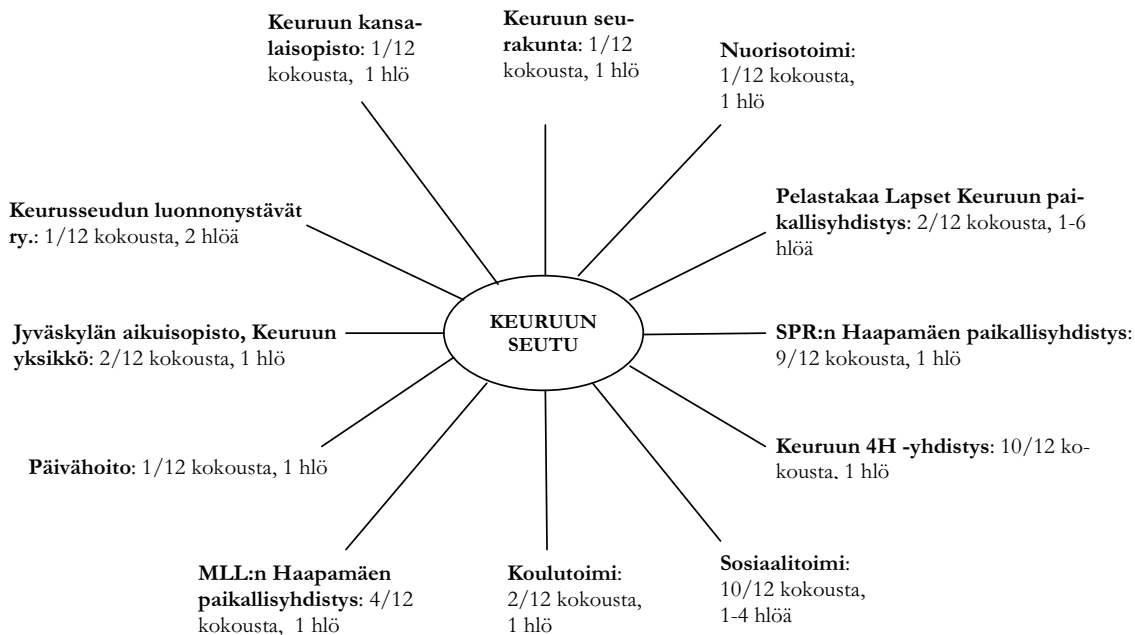 Keuruun kansa-
laisopisto: 1/12
kokousta, 1 hlö
Keuruun seu-
rakunta: 1/12
kokousta, 1 hlö
Nuorisotoimi:
1/12 kokousta,
1 hlö
Keurusseudun luonnonystävät
ry.: 1/12 kokousta, 2 hlöä
Pelastakaa Lapset Keuruun pai-
kallisyhdistys: 2/12 kokousta, 1-6
hlöä
Jyväskylän aikuisopisto, Keuruun
yksikkö: 2/12 kokousta, 1 hlö
KEURUUN
SEUTU
SPR:n Haapamäen paikallisyhdistys:
9/12 kokousta, 1 hlö
Päivähoito: 1/12 kokousta, 1 hlö
Keuruun 4H -yhdistys: 10/12 ko-
kousta, 1 hlö
MLL:n Haapamäen
paikallisyhdistys: 4/12
kokousta, 1 hlö
Koulutoimi:
2/12 kokousta,
1 hlö
Sosiaalitoimi:
10/12 kokousta,
1-4 hlöä